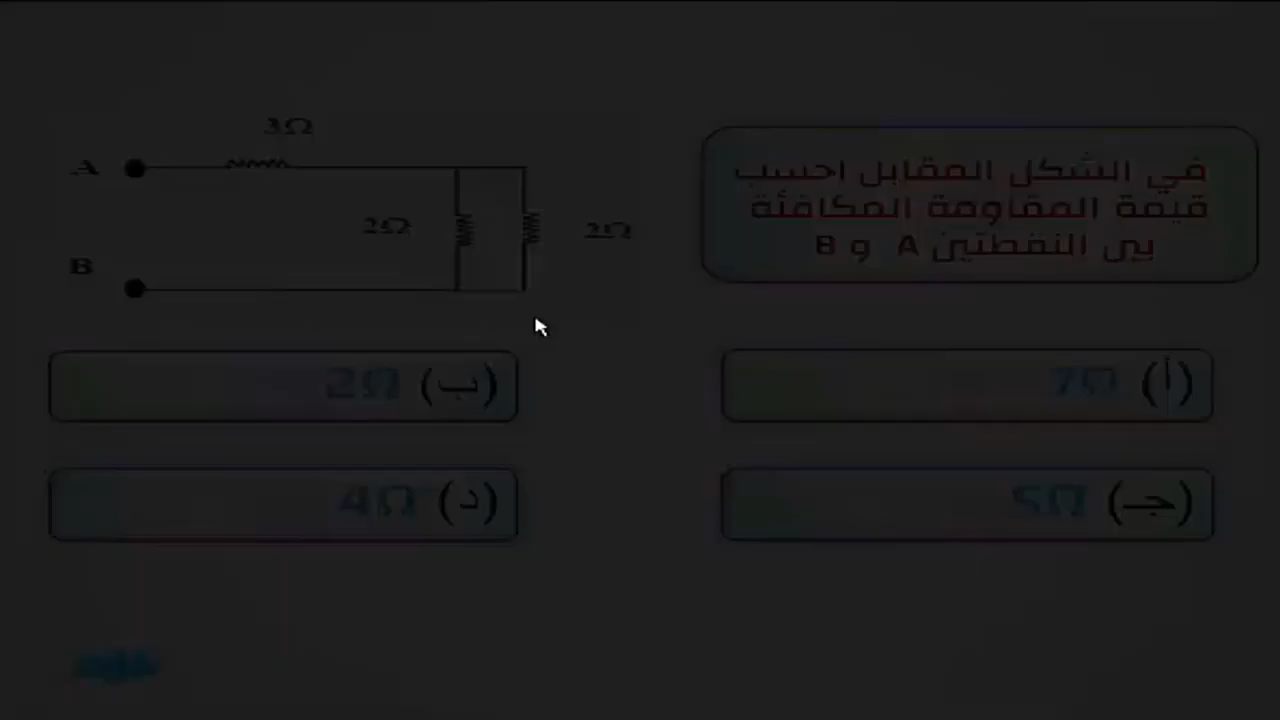 في الشكل المقابل احسب
قيمة المقاومة المكافئة
بين النقطتين A و B
3Ω
A
2Ω
2Ω
B
(أ) 7Ω
(ب) 2Ω
(جـ) 5Ω
(د) 4Ω